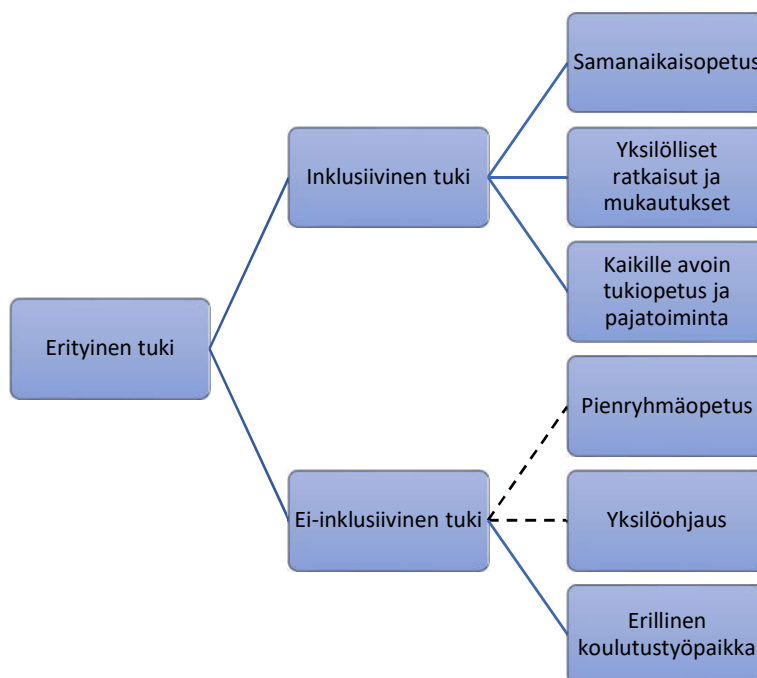 Samanaikaisopetus
Yksilölliset
ratkaisut ja
mukautukset
Inklusiivinen tuki
Kaikille avoin
tukiopetus ja
pajatoiminta
Erityinen tuki
Pienryhmäopetus
Ei-inklusiivinen tuki
Yksilöohjaus
Erillinen
koulutustyöpaikka